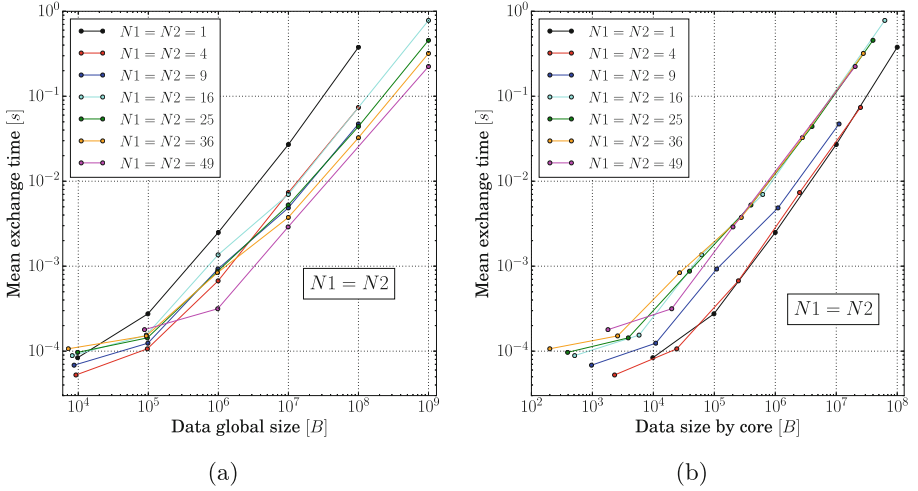 10^0
10^-1
10^-2
10^-3
10^-4
Mean exchange time [s]
N1 = N2 = 1
N1 = N2 = 4
N1 = N2 = 9
N1 = N2 = 16
N1 = N2 = 25
N1 = N2 = 36
N1 = N2 = 49
N1 = N2
10^4 10^5 10^6 10^7 10^8 10^9
Data global size [B]
(a)
10^0
10^-1
10^-2
10^-3
10^-4
Mean exchange time [s]
N1 = N2 = 1
N1 = N2 = 4
N1 = N2 = 9
N1 = N2 = 16
N1 = N2 = 25
N1 = N2 = 36
N1 = N2 = 49
N1 = N2
10^2 10^3 10^4 10^5 10^6 10^7 10^8
Data size by core [B]
(b)